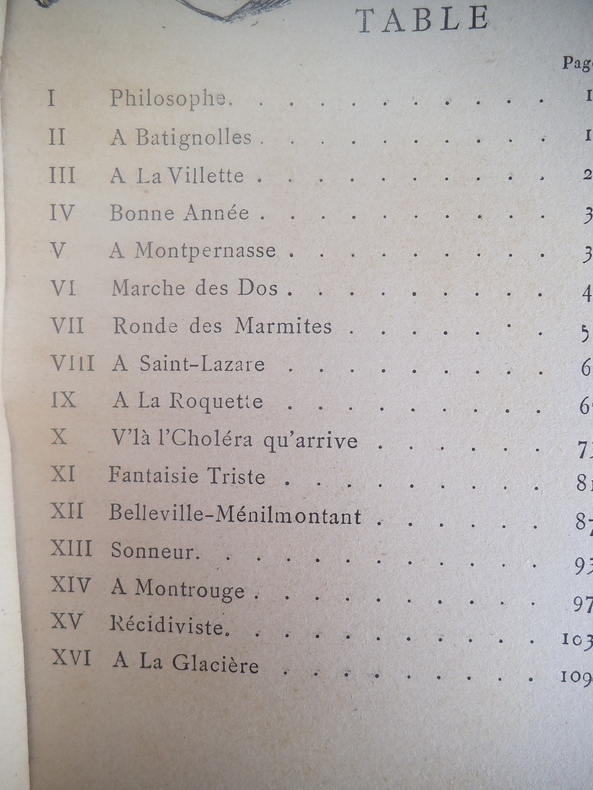 TABLE
Pag
I Philosophe. . . . . . . . . . . 1
II A Batignolles . . . . . . . . . 1
III A La Villette . . . . . . . . . 2
IV Bonne Année . . . . . . . . . 3
V A Montpernasse . . . . . . . . 3
VI Marche des Dos . . . . . . . . 4
VII Ronde des Marmites . . . . . . 5
VIII A Saint-Lazare . . . . . . . . 6
IX A La Roquette . . . . . . . . 6
X V'là l'Choléra qu'arrive . . . . . 7
XI Fantaisie Triste . . . . . . . . 81
XII Belleville-Ménilmontant . . . . . 87
XIII Sonneur. . . . . . . . . . . 93
XIV A Montrouge . . . . . . . . . 97
XV Récidiviste. . . . . . . . . . 103
XVI A La Glacière . . . . . . . . 109